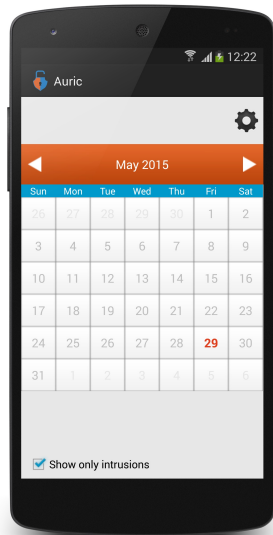 12:22
Auric
May 2015
Sun Mon Tue Wed Thu Fri Sat
26 27 28 29 30 1 2
3 4 5 6 7 8 9
10 11 12 13 14 15 16
17 18 19 20 21 22 23
24 25 26 27 28 29 30
31 1 2 3 4 5 6
Show only intrusions